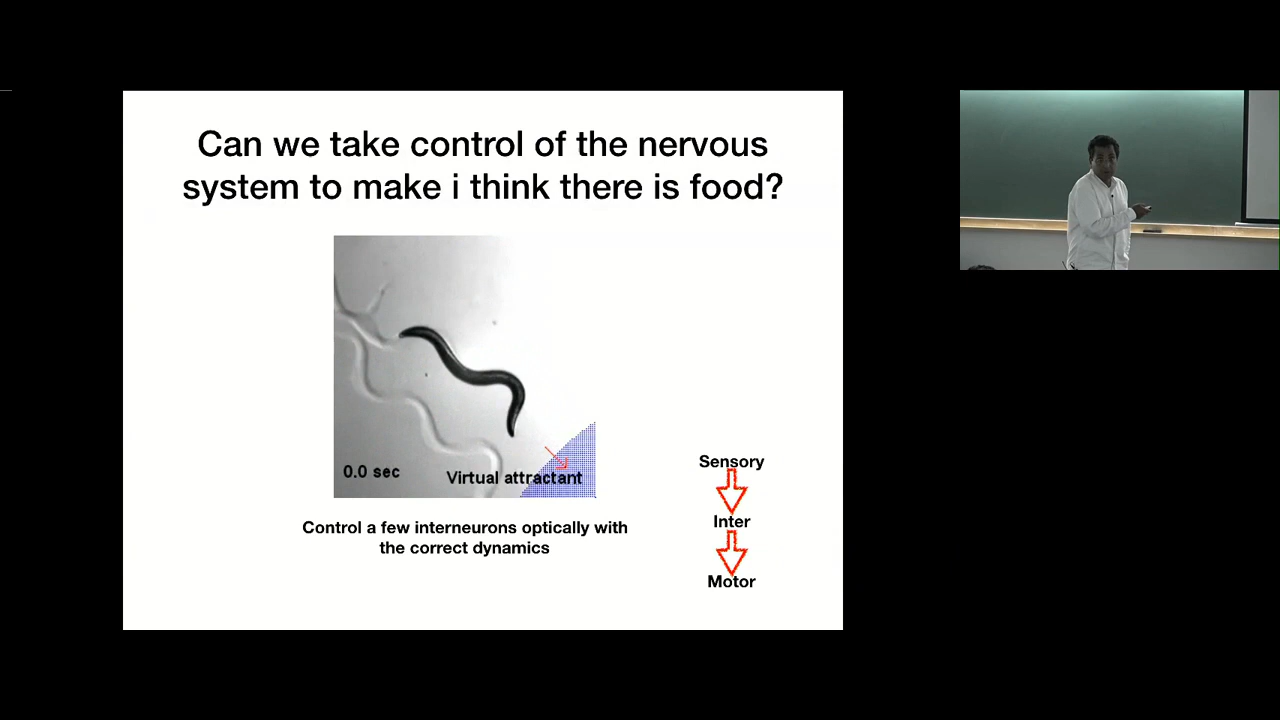 Can we take control of the nervous
system to make i think there is food?
0.0 sec
Virtual attractant
Control a few interneurons optically with
the correct dynamics
Sensory
Inter
Motor